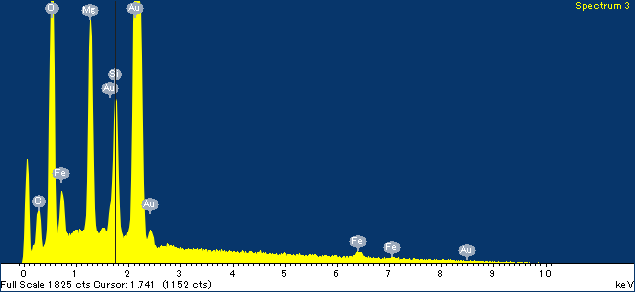 Spectrum 3
O Mg Au
Si
Au
Fe
O Au
Fe Fe Au
0 1 2 3 4 5 6 7 8 9 10
Full Scale 1825 cts Cursor: 1.741 (1152 cts) keV